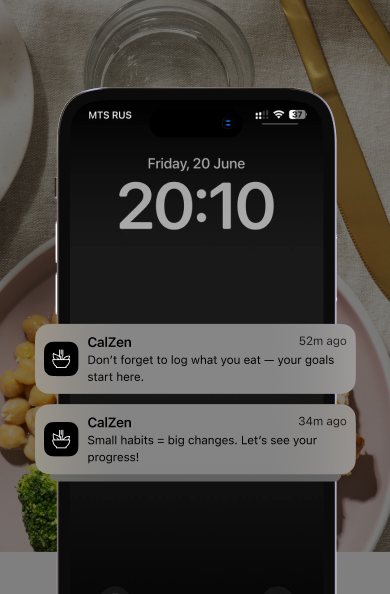 MTS RUS
37
Friday, 20 June
20:10
CalZen
52m ago
Don't forget to log what you eat — your goals
start here.
CalZen
34m ago
Small habits = big changes. Let's see your
progress!